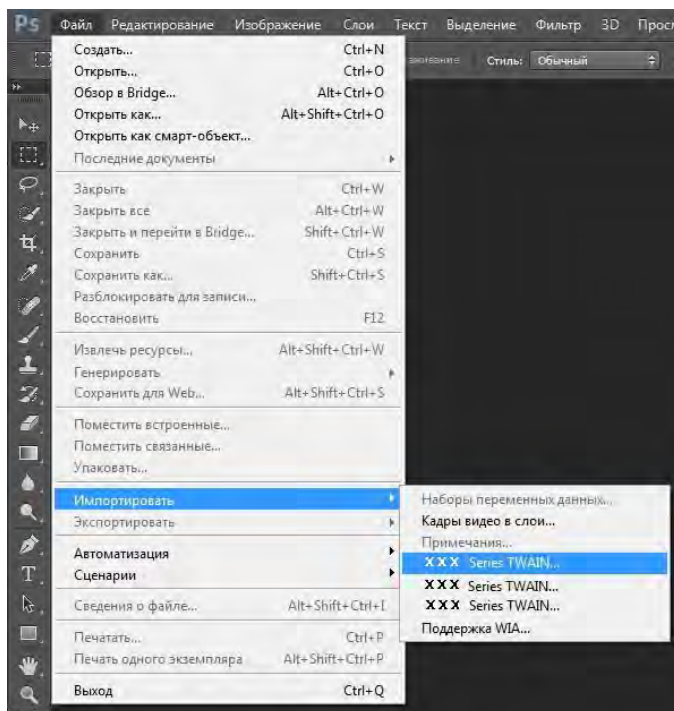 Ps Файл Редактирование Изображение Слои Текст Выделение Фильтр 3D Просм
Стиль: Обычный
Создать... Ctrl+N
Открыть... Ctrl+O
Обзор в Bridge... Alt+Ctrl+O
Открыть как... Alt+Shift+Ctrl+O
Открыть как смарт-объект...
Последние документы
Закрыть Ctrl+W
Закрыть все Alt+Ctrl+W
Закрыть и перейти в Bridge... Shift+Ctrl+W
Сохранить Ctrl+S
Сохранить как... Shift+Ctrl+S
Разблокировать для записи...
Восстановить F12
Извлечь ресурсы... Alt+Shift+Ctrl+W
Генерировать
Сохранить для Web... Alt+Shift+Ctrl+S
Поместить встроенные...
Поместить связанные...
Упаковать...
Импортировать
Экспортировать
Автоматизация
Сценарии
Сведения о файле... Alt+Shift+Ctrl+I
Печатать... Ctrl+P
Печать одного экземпляра Alt+Shift+Ctrl+P
Выход Ctrl+Q
Наборы переменных данных...
Кадры видео в слои...
Примечания...
XXX Series TWAIN...
XXX Series TWAIN...
XXX Series TWAIN...
Поддержка WIA...